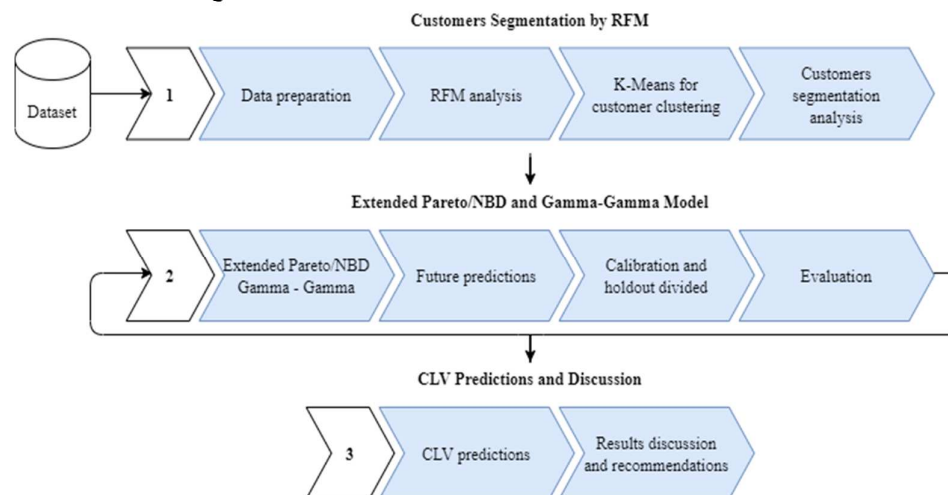 Customers Segmentation by RFM
Dataset
1
Data preparation
RFM analysis
K-Means for
customer clustering
Customers
segmentation
analysis
Extended Pareto/NBD and Gamma-Gamma Model
2
Extended Pareto/NBD
Gamma - Gamma
Future predictions
Calibration and
holdout divided
Evaluation
CLV Predictions and Discussion
3
CLV predictions
Results discussion
and recommendations